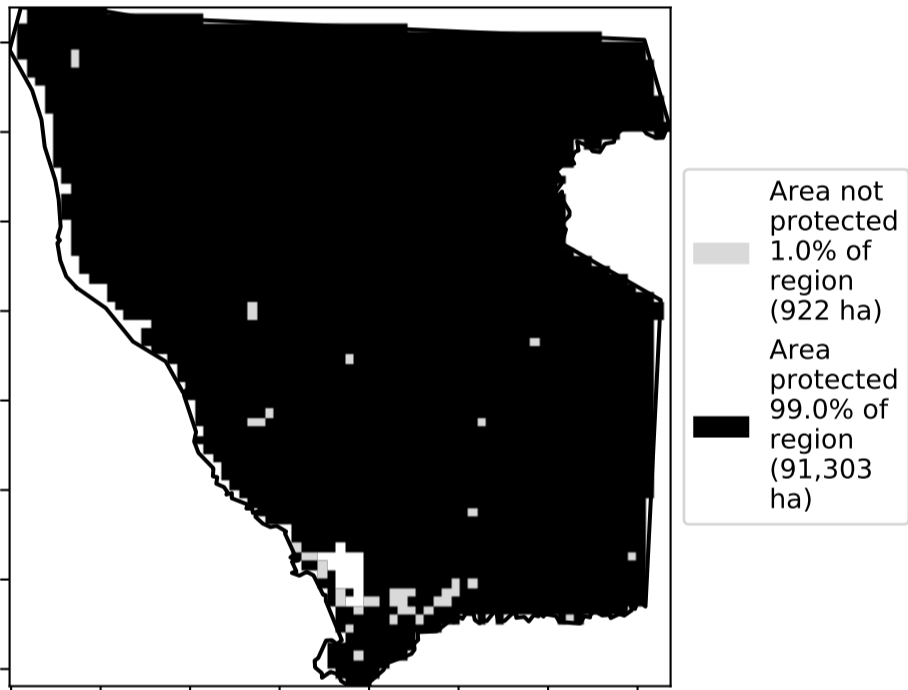 Area not
protected
1.0% of
region
(922 ha)
Area
protected
99.0% of
region
(91,303
ha)